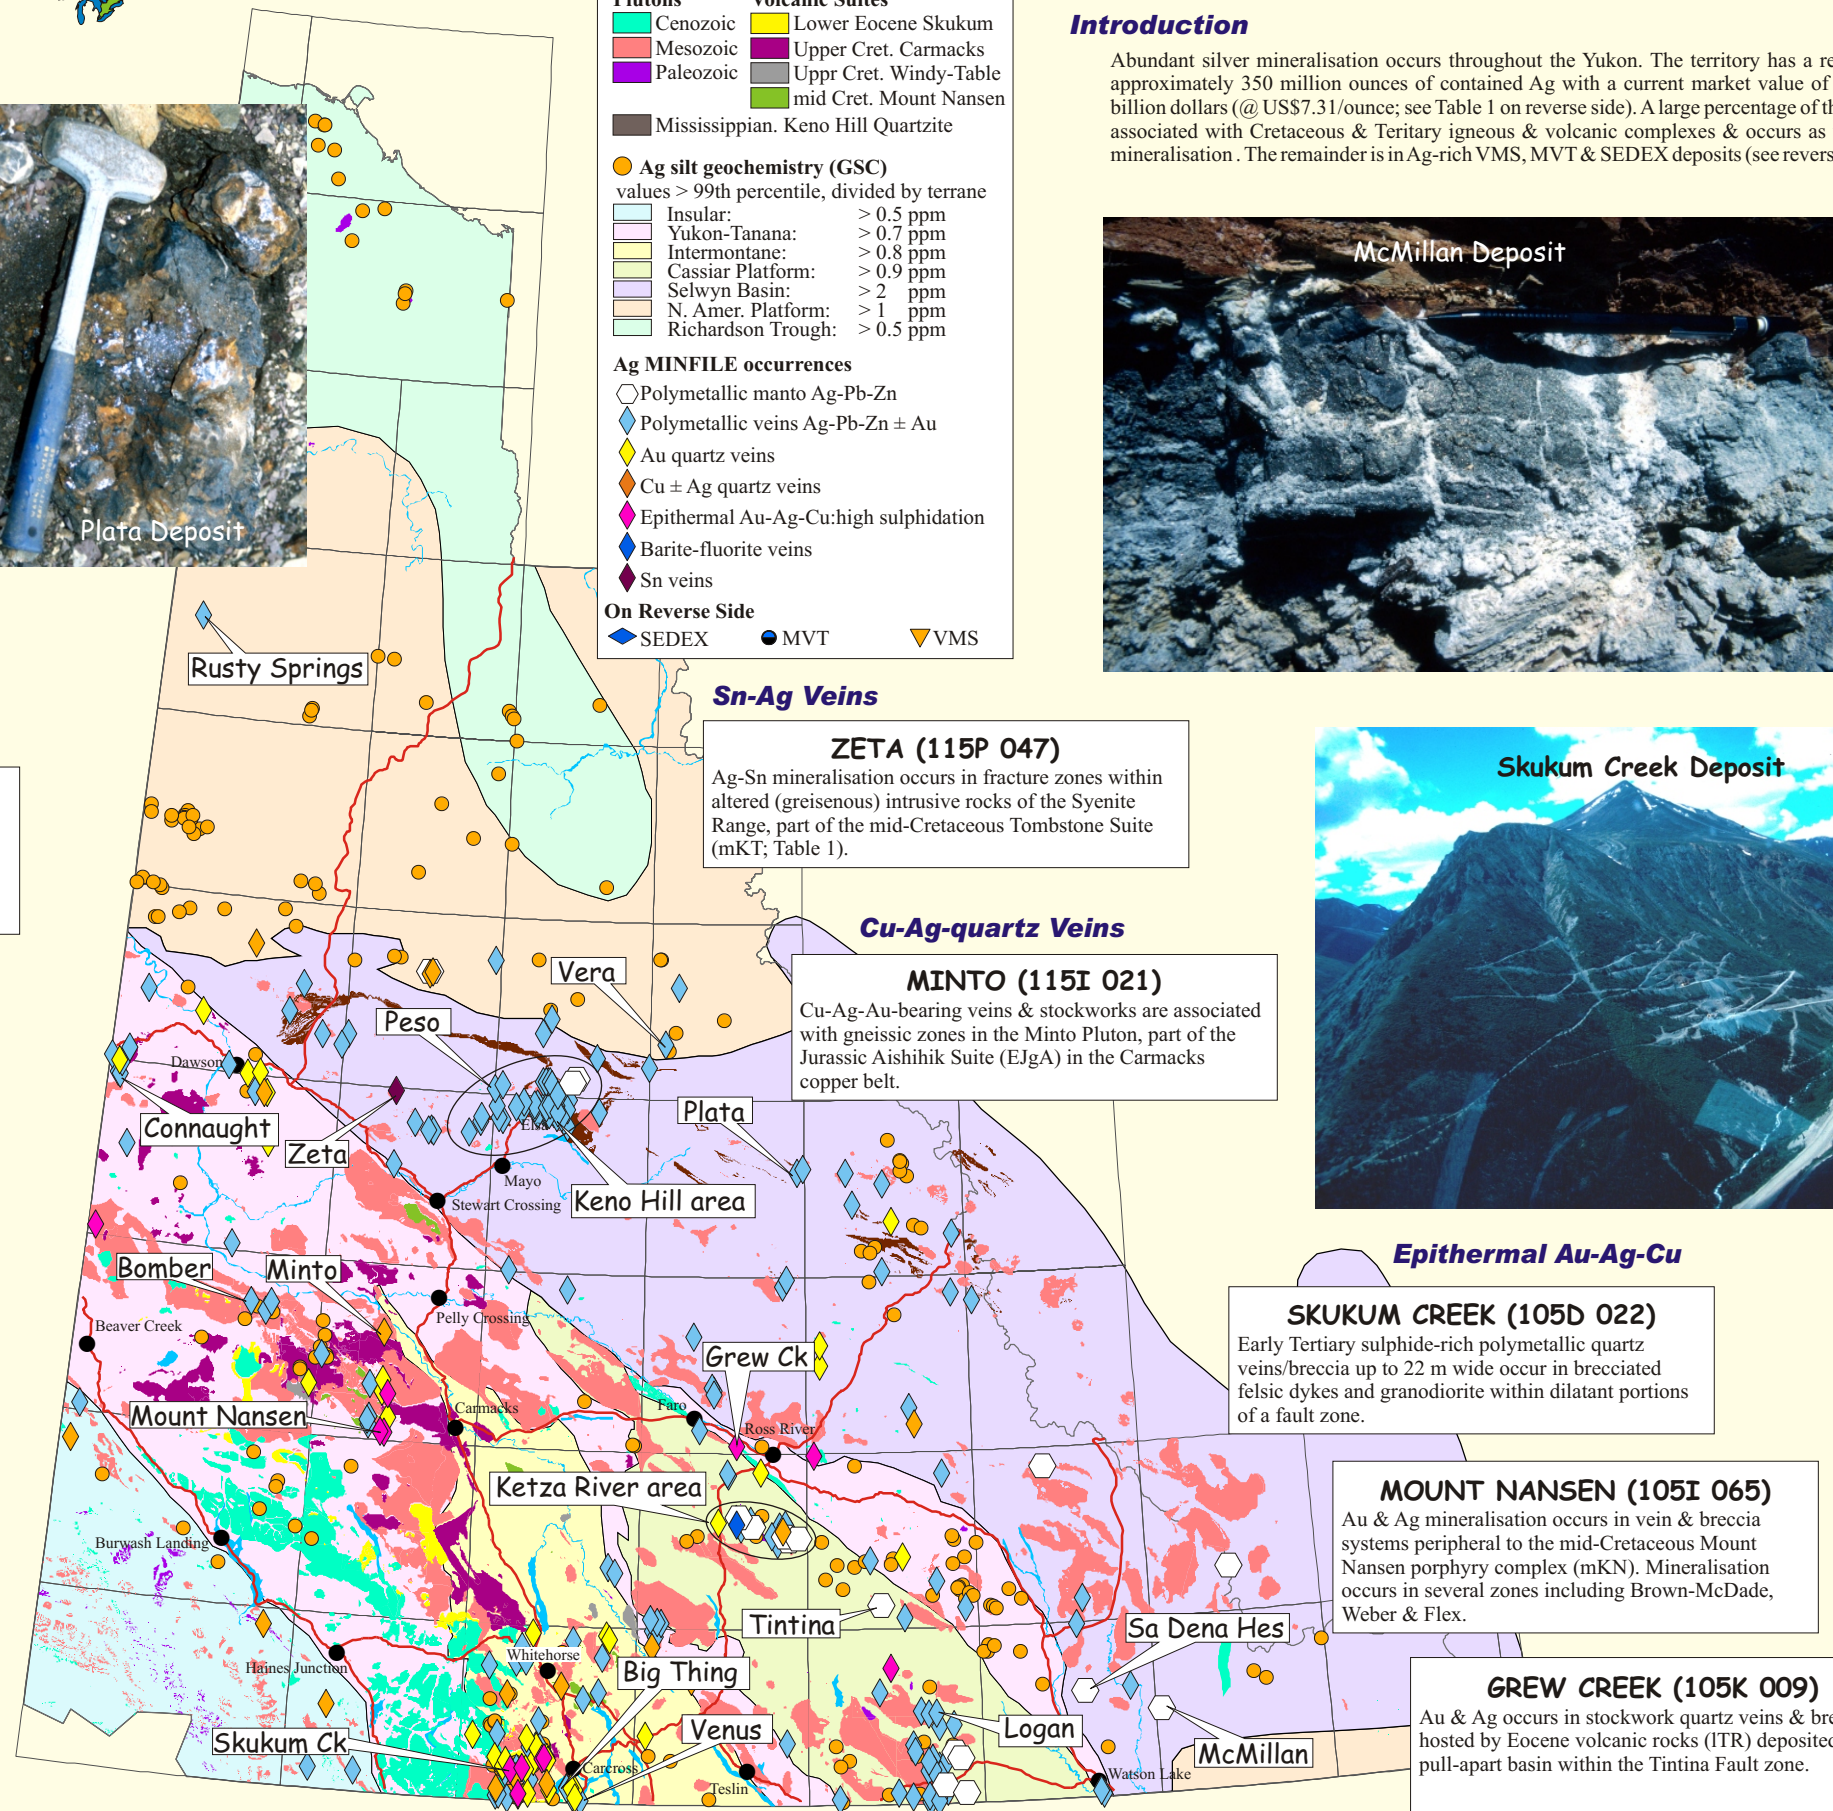 Plutons Volcanic Suites
Cenozoic Lower Eocene Skukum
Mesozoic Upper Cret. Carmacks
Paleozoic Uppr Cret. Windy-Table
mid Cret. Mount Nansen
Mississippian. Keno Hill Quartzite
Ag silt geochemistry (GSC)
values > 99th percentile, divided by terrane
Insular: > 0.5 ppm
Yukon-Tanana: > 0.7 ppm
Intermontane: > 0.8 ppm
Cassiar Platform: > 0.9 ppm
Selwyn Basin: > 2 ppm
N. Amer. Platform: > 1 ppm
Richardson Trough: > 0.5 ppm
Ag MINFILE occurrences
Polymetallic manto Ag-Pb-Zn
Polymetallic veins Ag-Pb-Zn ± Au
Au quartz veins
Cu ± Ag quartz veins
Epithermal Au-Ag-Cu:high sulphidation
Barite-fluorite veins
Sn veins
On Reverse Side
SEDEX MVT VMS
Introduction
Abundant silver mineralisation occurs throughout the Yukon. The territory has a
approximately 350 million ounces of contained Ag with a current market value of
billion dollars (@ US$7.31/ounce; see Table 1 on reverse side). A large percentage of
associated with Cretaceous & Teritary igneous & volcanic complexes & occurs as
mineralisation . The remainder is in Ag-rich VMS, MVT & SEDEX deposits (see
McMillan Deposit
Plata Deposit
Skukum Creek Deposit
Sn-Ag Veins
ZETA (115P 047)
Ag-Sn mineralisation occurs in fracture zones within
altered (greisenous) intrusive rocks of the Syenite
Range, part of the mid-Cretaceous Tombstone Suite
(mKT; Table 1).
Cu-Ag-quartz Veins
MINTO (115I 021)
Cu-Ag-Au-bearing veins & stockworks are associated
with gneissic zones in the Minto Pluton, part of the
Jurassic Aishihik Suite (EJgA) in the Carmacks
copper belt.
Epithermal Au-Ag-Cu
SKUKUM CREEK (105D 022)
Early Tertiary sulphide-rich polymetallic quartz
veins/breccia up to 22 m wide occur in brecciated
felsic dykes and granodiorite within dilatant portions
of a fault zone.
MOUNT NANSEN (105I 065)
Au & Ag mineralisation occurs in vein & breccia
systems peripheral to the mid-Cretaceous Mount
Nansen porphyry complex (mKN). Mineralisation
occurs in several zones including Brown-McDade,
Weber & Flex.
GREW CREEK (105K 009)
Au & Ag occurs in stockwork quartz veins &
hosted by Eocene volcanic rocks (lTR) deposited
pull-apart basin within the Tintina Fault zone.
Rusty Springs
Vera
Peso
Dawson
Connaught
Zeta
Elsa
Plata
Mayo
Stewart Crossing
Keno Hill area
Bomber
Minto
Beaver Creek
Pelly Crossing
Grew Ck
Mount Nansen
Carmacks
Faro
Ross River
Ketza River area
Burwash Landing
Tintina
Sa Dena Hes
Haines Junction
Whitehorse
Big Thing
Skukum Ck
Venus
Logan
McMillan
Carcross
Teslin
Watson Lake